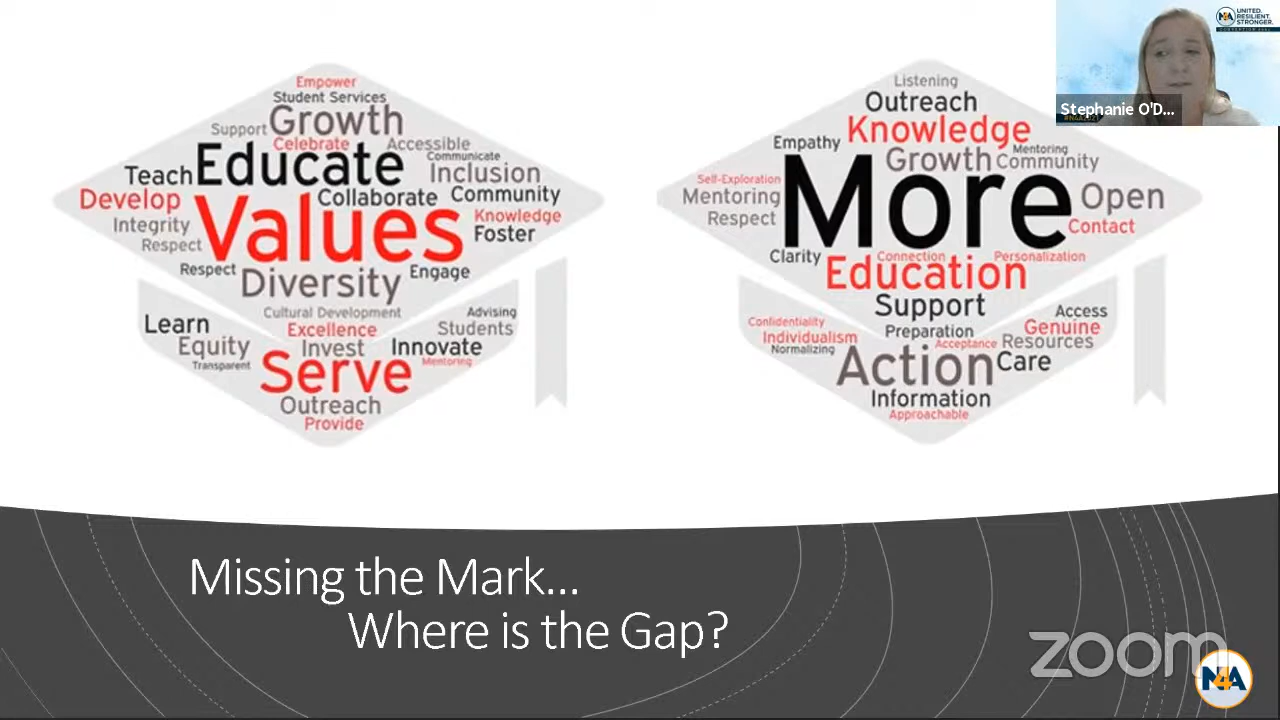 Empower
Student Services
Support Growth
Celebrate Accessible
Communicate
Teach Educate Inclusion
Develop Collaborate Community
Integrity Values Knowledge
Respect Foster
Respect Diversity Engage
Cultural Development Advising
Learn Excellence Students
Equity Invest Innovate
Transparent Serve Mentoring
Outreach
Provide
Listening
Outreach
Empathy Knowledge Mentoring
Growth Community
Self-Exploration
Mentoring More Open
Respect Contact
Clarity Connection Personalization
Education
Support Access
Confidentiality Preparation Genuine
Individualism Acceptance Resources
Normalizing
Action Care
Information
Approachable
UNITED.
RESILIENT.
STRONGER.
Stephanie O'D...
Missing the Mark...
Where is the Gap?
zoom
N4A